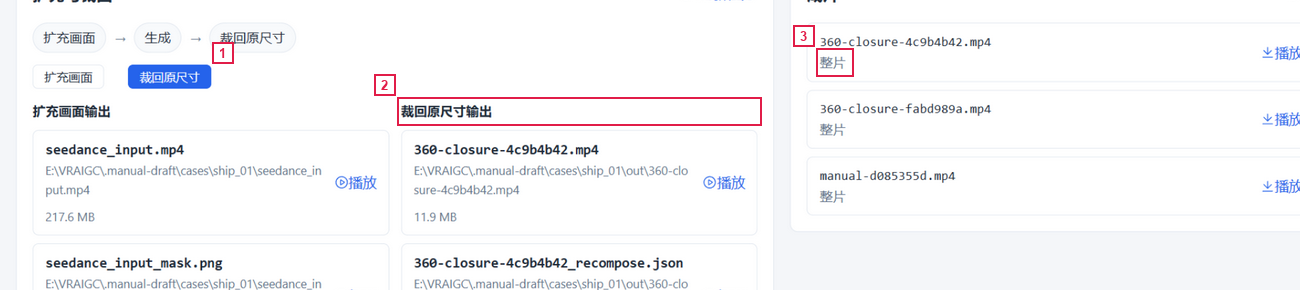 扩充画面 → 生成 → 裁回原尺寸
1
扩充画面 裁回原尺寸
2
扩充画面输出
seedance_input.mp4
E:\VRAIGC\.manual-draft\cases\ship_01\seedance_in
put.mp4
217.6 MB
播放
seedance_input_mask.png
E:\VRAIGC\.manual-draft\cases\ship_01\seedance_in
裁回原尺寸输出
360-closure-4c9b4b42.mp4
E:\VRAIGC\.manual-draft\cases\ship_01\out\360-clo
sure-4c9b4b42.mp4
11.9 MB
播放
360-closure-4c9b4b42_recompose.json
E:\VRAIGC\.manual-draft\cases\ship_01\out\360-clo
3
360-closure-4c9b4b42.mp4
整片
播放
360-closure-fabd989a.mp4
整片
播放
manual-d085355d.mp4
整片
播放